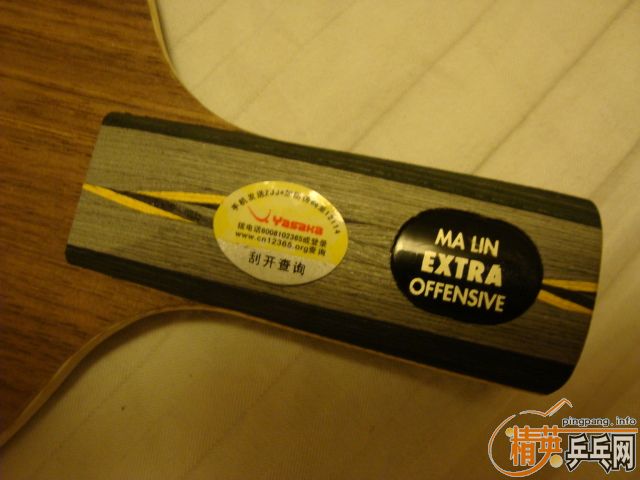 Yasaka
拨电话8008102365或登录
www.cn12365.org查询
刮开查询
MA LIN
EXTRA
OFFENSIVE
pingpang.info
精英乒乓网